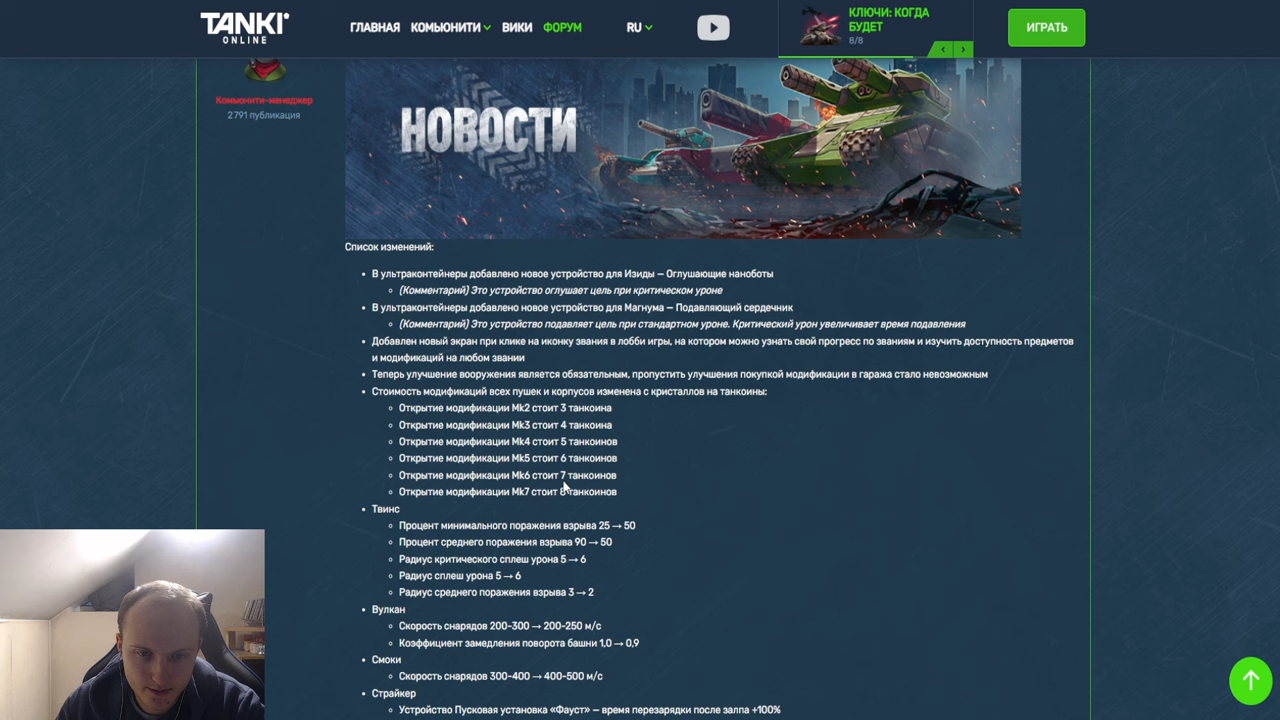 TANKI
ONLINE
ГЛАВНАЯ
КОМЬЮНИТИ
ВИКИ
ФОРУМ
RU
КЛЮЧИ: КОГДА
БУДЕТ
8/8
ИГРАТЬ
Комьюнити-менеджер
2 791 публикация
НОВОСТИ
Список изменений:
В ультраконтейнеры добавлено новое устройство для Изиды — Оглушающие наноботы
(Комментарий) Это устройство оглушает цель при критическом уроне
В ультраконтейнеры добавлено новое устройство для Магнума — Подавляющий сердечник
(Комментарий) Это устройство подавляет цель при стандартном уроне. Критический урон увеличивает время подавления
Добавлен новый экран при клике на иконку звания в лобби игры, на котором можно узнать свой прогресс по званиям и изучить доступность предметов
и модификаций на любом звании
Теперь улучшение вооружения является обязательным, пропустить улучшения покупкой модификации в гаража стало невозможным
Стоимость модификаций всех пушек и корпусов изменена с кристаллов на танкоины:
Открытие модификации Mk2 стоит 3 танкоина
Открытие модификации Mk3 стоит 4 танкоина
Открытие модификации Mk4 стоит 5 танкоинов
Открытие модификации Mk5 стоит 6 танкоинов
Открытие модификации Mk6 стоит 7 танкоинов
Открытие модификации Mk7 стоит 8 танкоинов
Твинс
Процент минимального поражения взрыва 25 → 50
Процент среднего поражения взрыва 90 → 50
Радиус критического сплеш урона 5 → 6
Радиус сплеш урона 5 → 6
Радиус среднего поражения взрыва 3 → 2
Вулкан
Скорость снарядов 200-300 → 200-250 м/с
Коэффициент замедления поворота башни 1,0 → 0,9
Смоки
Скорость снарядов 300-400 → 400-500 м/с
Страйкер
Устройство Пусковая установка «Фауст» — время перезарядки после залпа +100%